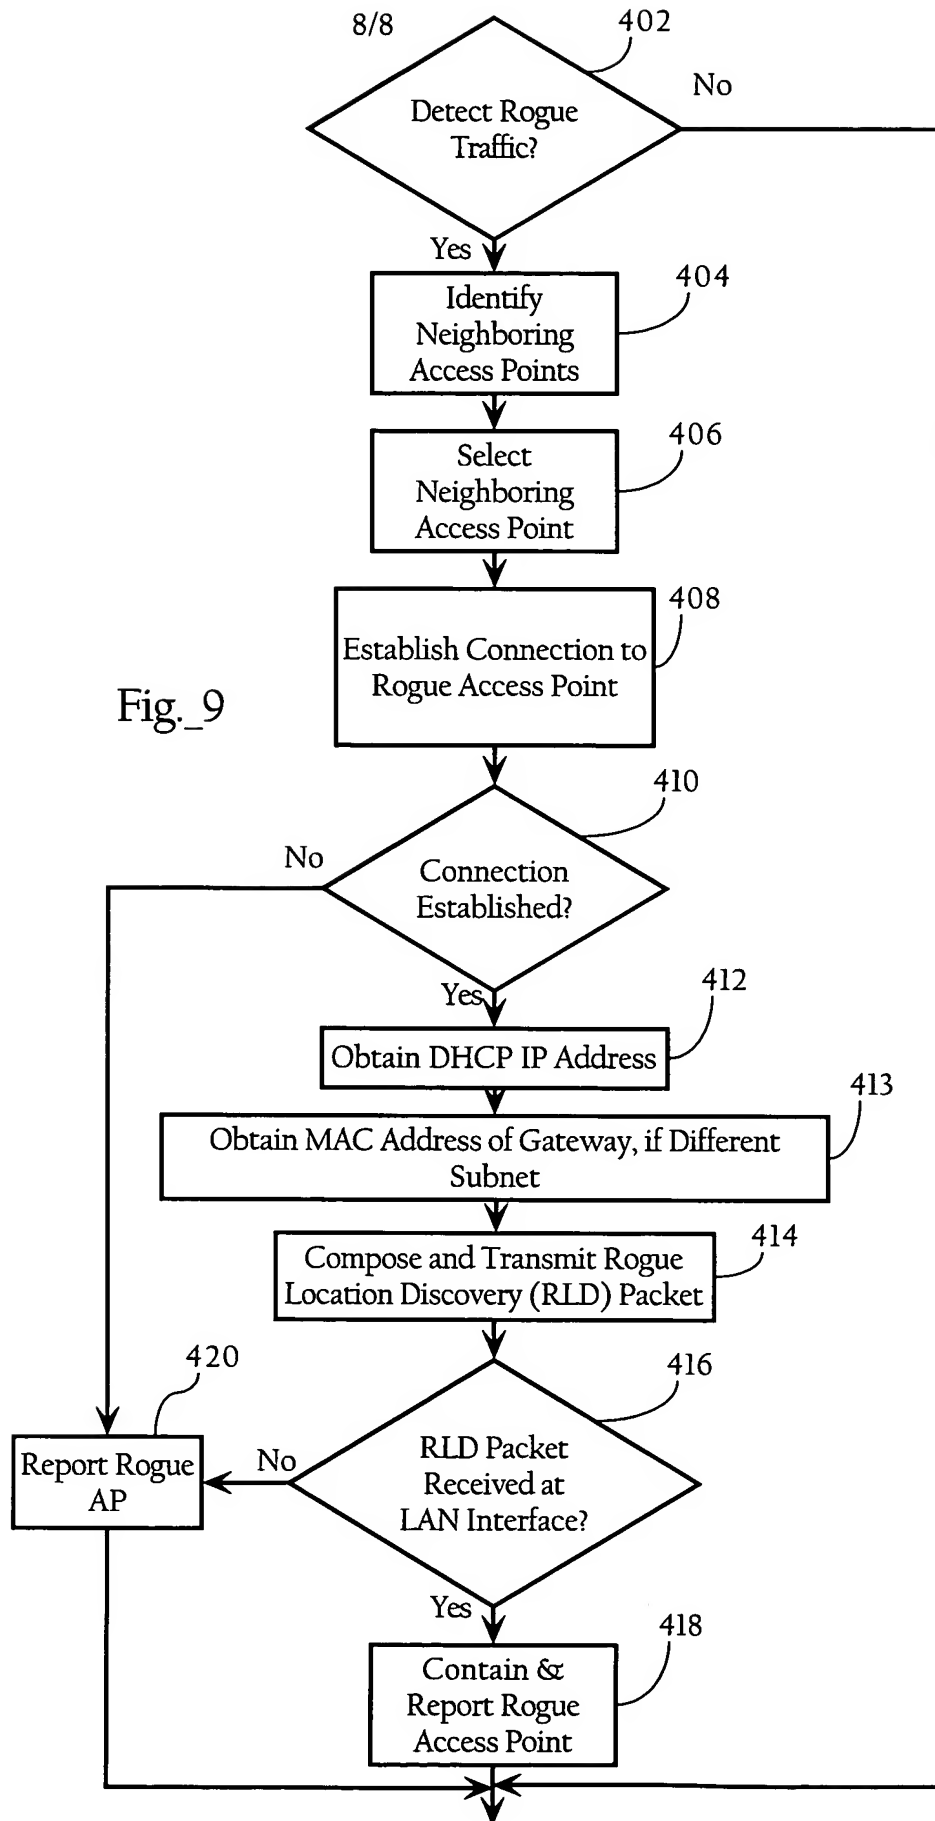 8/8
402
Detect Rogue
Traffic?
No
Yes
404
Identify
Neighboring
Access Points
406
Select
Neighboring
Access Point
408
Establish Connection to
Rogue Access Point
Fig._9
410
Connection
Established?
No
Yes
412
Obtain DHCP IP Address
413
Obtain MAC Address of Gateway, if Different
Subnet
414
Compose and Transmit Rogue
Location Discovery (RLD) Packet
416
RLD Packet
Received at
LAN Interface?
No
420
Report Rogue
AP
Yes
418
Contain &
Report Rogue
Access Point